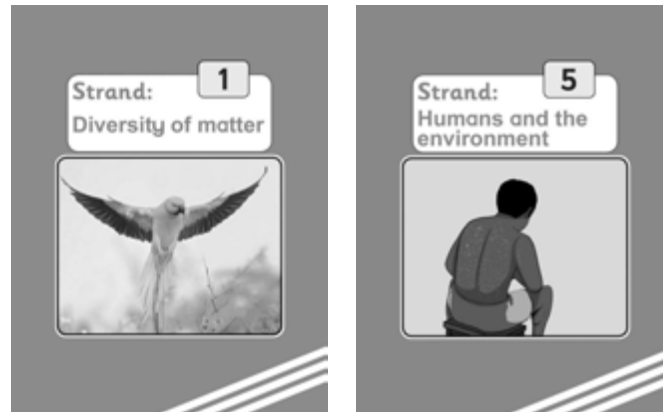 1
Strand:
Diversity of matter
5
Strand:
Humans and the
environment